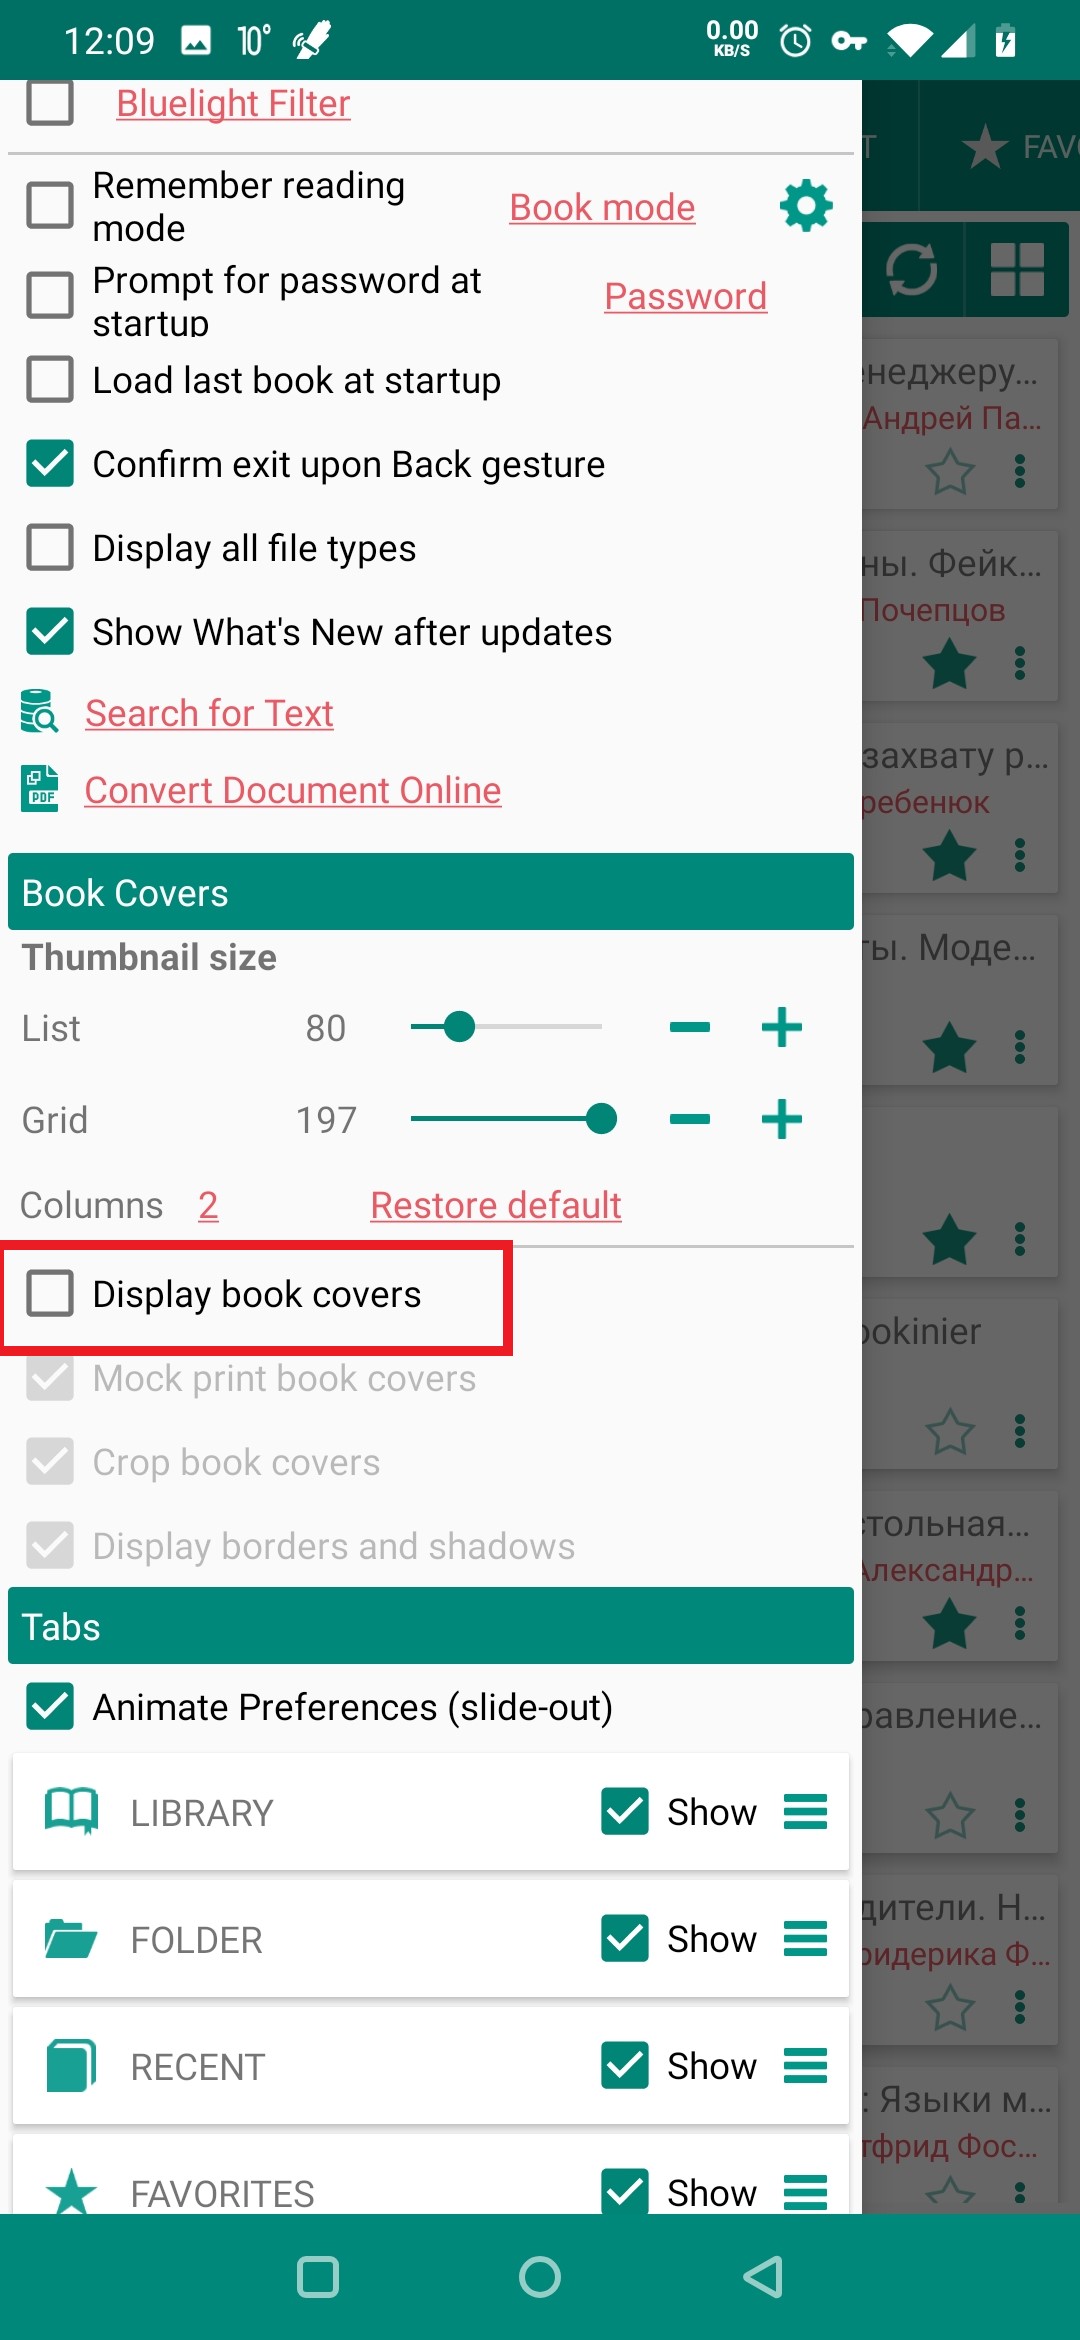 12:09 10° 0.00 KB/S
Bluelight Filter
Remember reading mode Book mode
Prompt for password at startup Password
Load last book at startup
Confirm exit upon Back gesture
Display all file types
Show What's New after updates
Search for Text
PDF Convert Document Online
Book Covers
Thumbnail size
List 80
Grid 197
Columns 2 Restore default
Display book covers
Mock print book covers
Crop book covers
Display borders and shadows
Tabs
Animate Preferences (slide-out)
LIBRARY Show
FOLDER Show
RECENT Show
FAVORITES Show
T FAVO
енеджеру...
Андрей Па...
ны. Фейк...
Почепцов
захвату р...
ребенюк
ты. Моде...
ookinier
стольная...
Александр...
равление...
дители. Н...
ридерика Ф...
: Языки м...
тфрид Фос...